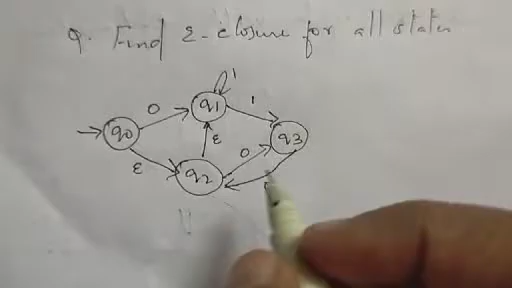 Q. Find ε-closure for all states
1
q1
0
1
q0
ε
q3
ε
0
q2